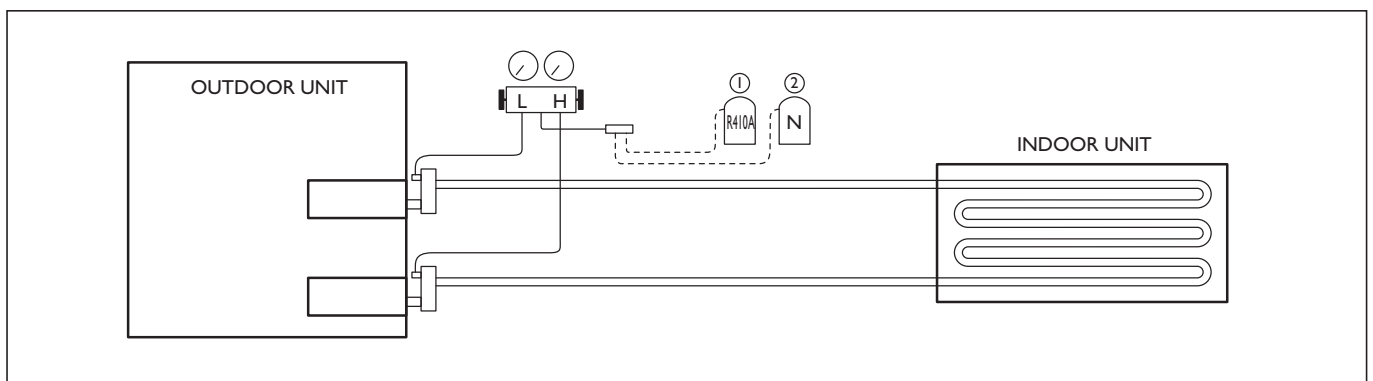 OUTDOOR UNIT
L H
① ②
R410A N
INDOOR UNIT